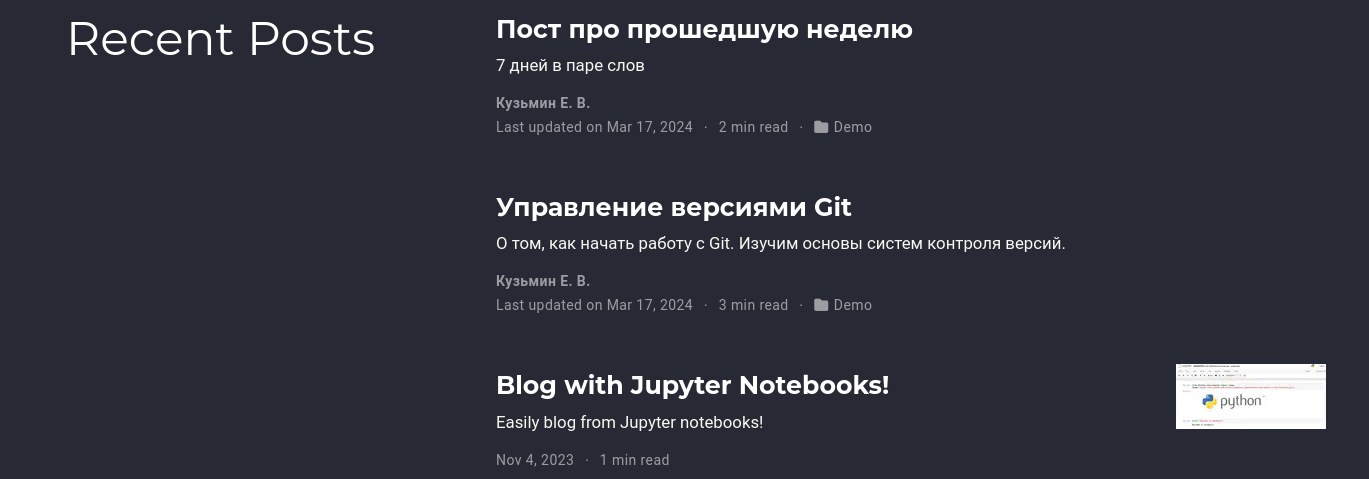 Recent Posts
Пост про прошедшую неделю
7 дней в паре слов
Кузьмин Е. В.
Last updated on Mar 17, 2024 · 2 min read · Demo
Управление версиями Git
О том, как начать работу с Git. Изучим основы систем контроля версий.
Кузьмин Е. В.
Last updated on Mar 17, 2024 · 3 min read · Demo
Blog with Jupyter Notebooks!
Easily blog from Jupyter notebooks!
Nov 4, 2023 · 1 min read
python